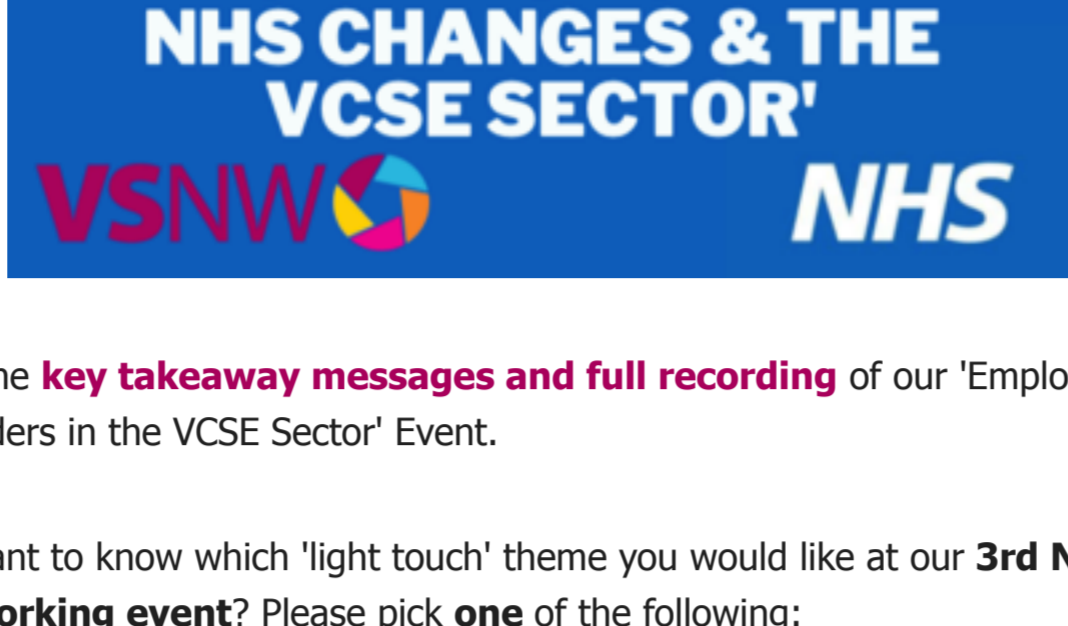 NHS CHANGES & THE
VCSE SECTOR'
VSNW NHS
key takeaway messages and full recording of our
in the VCSE Sector' Event.
to know which 'light touch' theme you would like at our 3rd
event? Please pick one of the following: